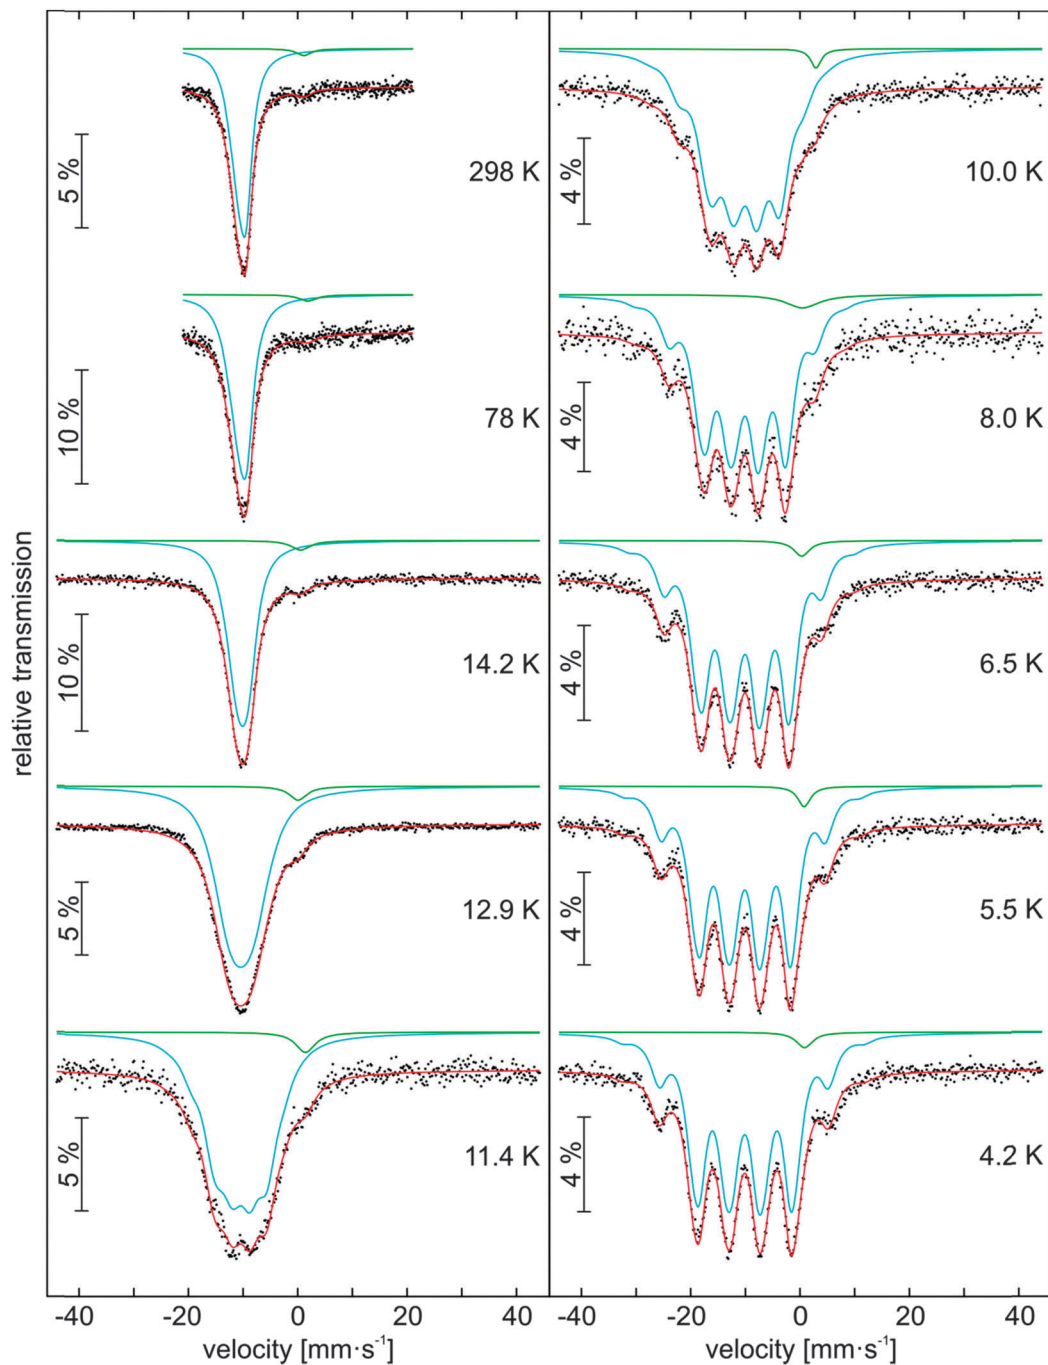 relative transmission
5 %
298 K
10 %
78 K
10 %
14.2 K
5 %
12.9 K
5 %
11.4 K
4 %
10.0 K
4 %
8.0 K
4 %
6.5 K
4 %
5.5 K
4 %
4.2 K
-40 -20 0 20 -40 -20 0 20 40
velocity [mm·s⁻¹] velocity [mm·s⁻¹]